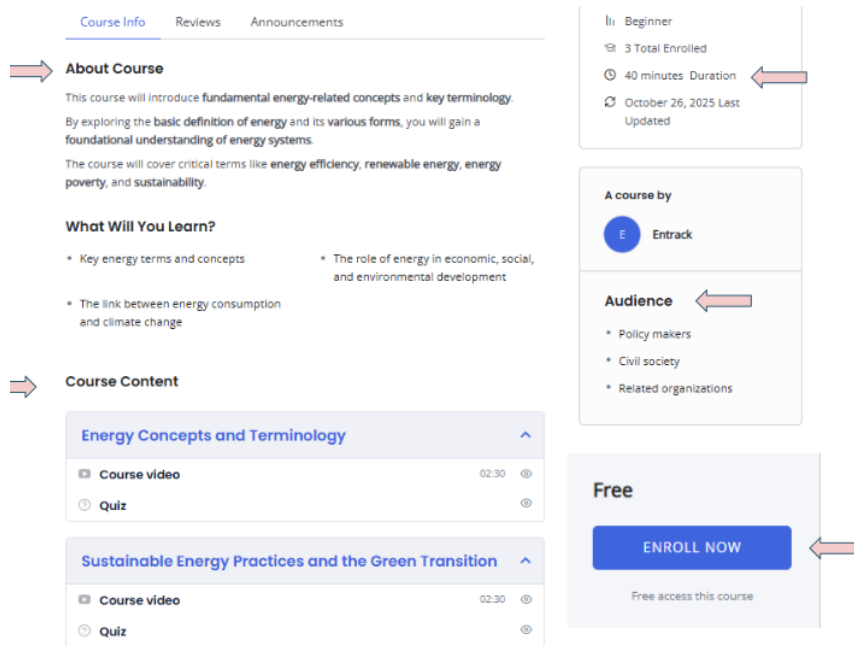 Course Info Reviews Announcements
About Course
This course will introduce fundamental energy-related concepts and key terminology.
By exploring the basic definition of energy and its various forms, you will gain a
foundational understanding of energy systems.
The course will cover critical terms like energy efficiency, renewable energy, energy
poverty, and sustainability.
What Will You Learn?
Key energy terms and concepts
The link between energy consumption
and climate change
The role of energy in economic, social,
and environmental development
Course Content
Energy Concepts and Terminology
Course video 02:30
Quiz
Sustainable Energy Practices and the Green Transition
Course video 02:30
Quiz
Beginner
3 Total Enrolled
40 minutes Duration
October 26, 2025 Last
Updated
A course by
E Entrack
Audience
Policy makers
Civil society
Related organizations
Free
ENROLL NOW
Free access this course